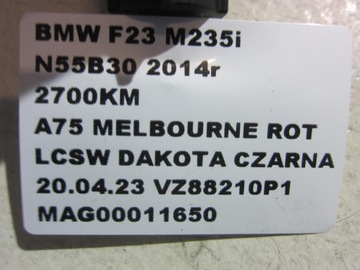 BMW F23 M235i
N55B30 2014r
2700KM
A75 MELBOURNE ROT
LCSW DAKOTA CZARNA
20.04.23 VZ88210P1
MAG00011650